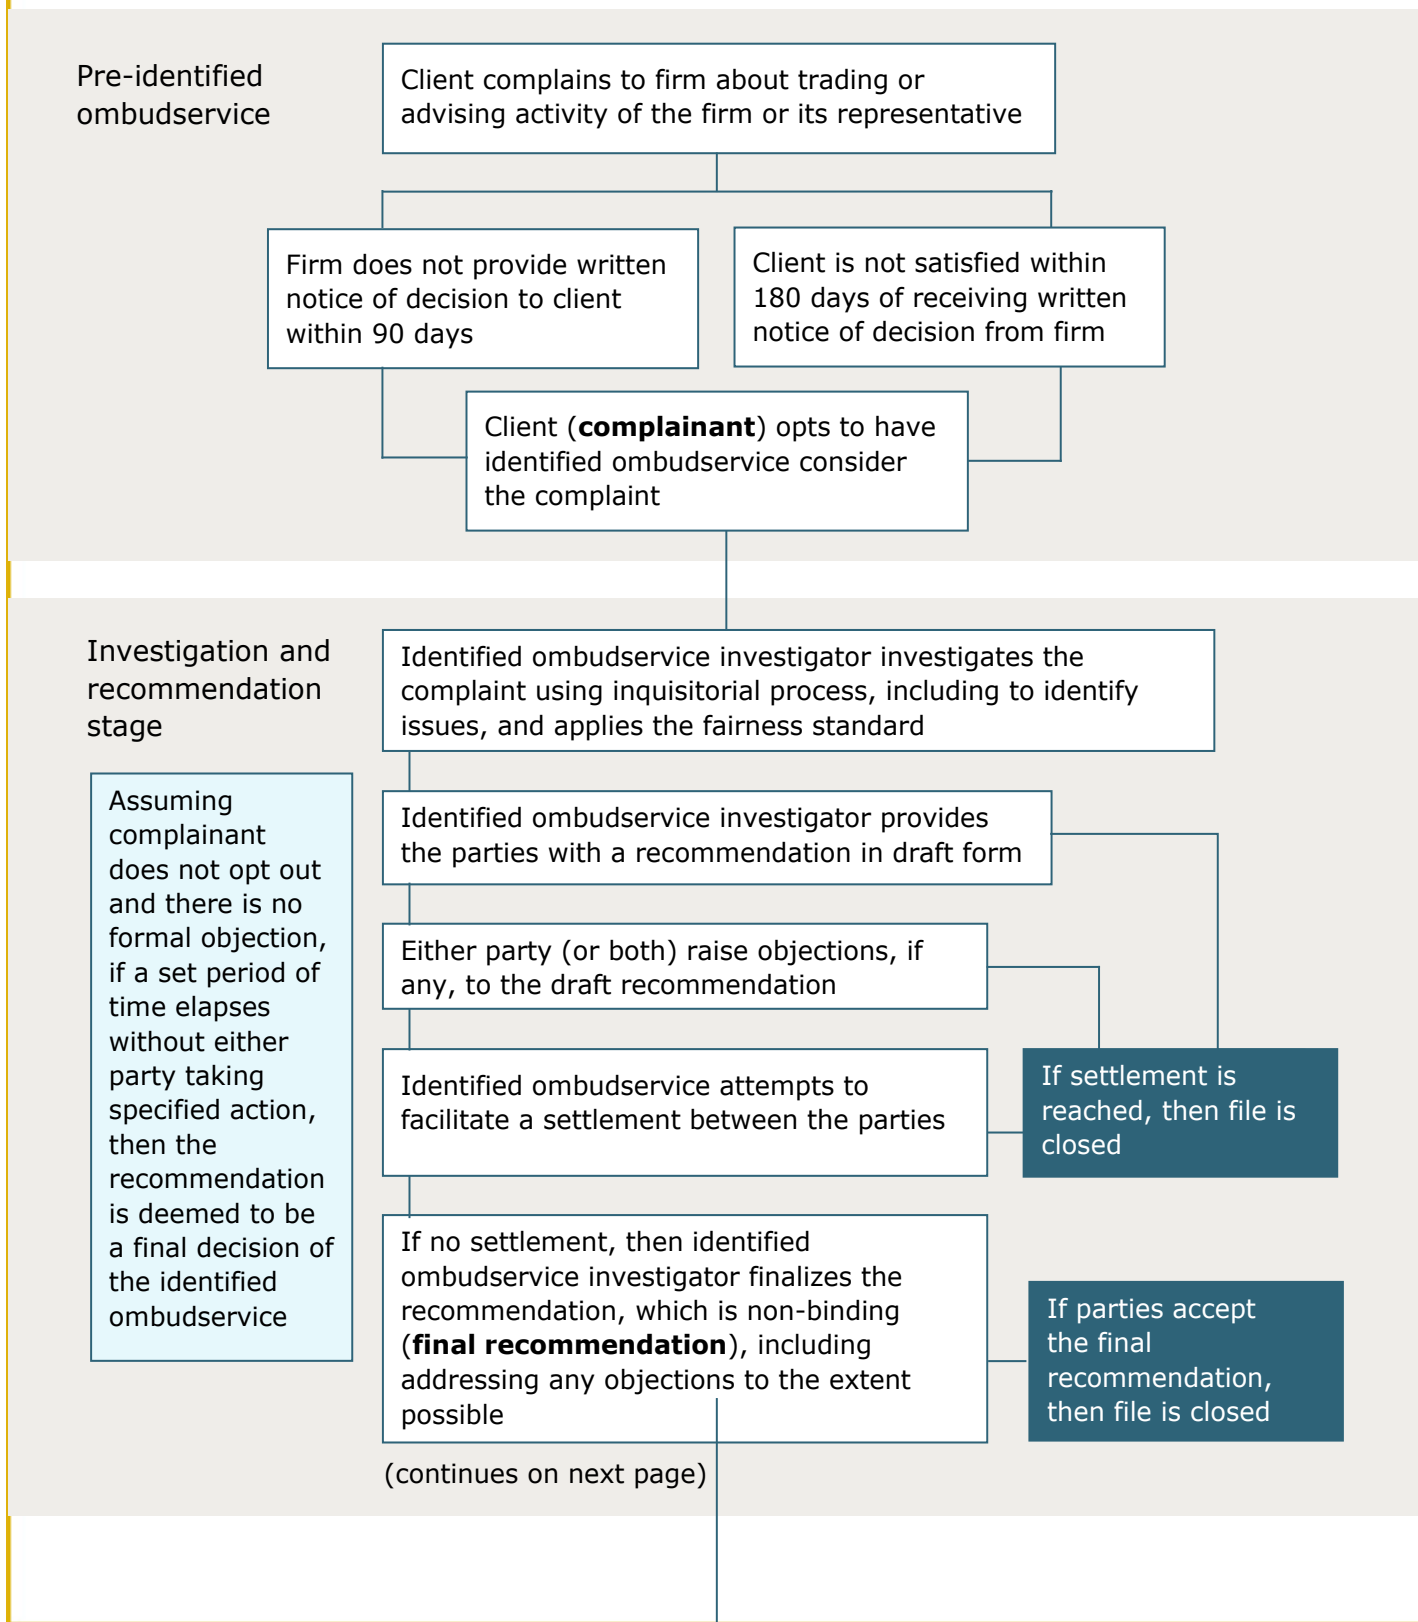 Pre-identified
ombudservice
Client complains to firm about trading or
advising activity of the firm or its representative
Firm does not provide written
notice of decision to client
within 90 days
Client is not satisfied within
180 days of receiving written
notice of decision from firm
Client (complainant) opts to have
identified ombudservice consider
the complaint
Investigation and
recommendation
stage
Identified ombudservice investigator investigates the
complaint using inquisitorial process, including to identify
issues, and applies the fairness standard
Assuming
complainant
does not opt out
and there is no
formal objection,
if a set period of
time elapses
without either
party taking
specified action,
then the
recommendation
is deemed to be
a final decision of
the identified
ombudservice
Identified ombudservice investigator provides
the parties with a recommendation in draft form
Either party (or both) raise objections, if
any, to the draft recommendation
Identified ombudservice attempts to
facilitate a settlement between the parties
If settlement is
reached, then file is
closed
If no settlement, then identified
ombudservice investigator finalizes the
recommendation, which is non-binding
(final recommendation), including
addressing any objections to the extent
possible
If parties accept
the final
recommendation,
then file is closed
(continues on next page)